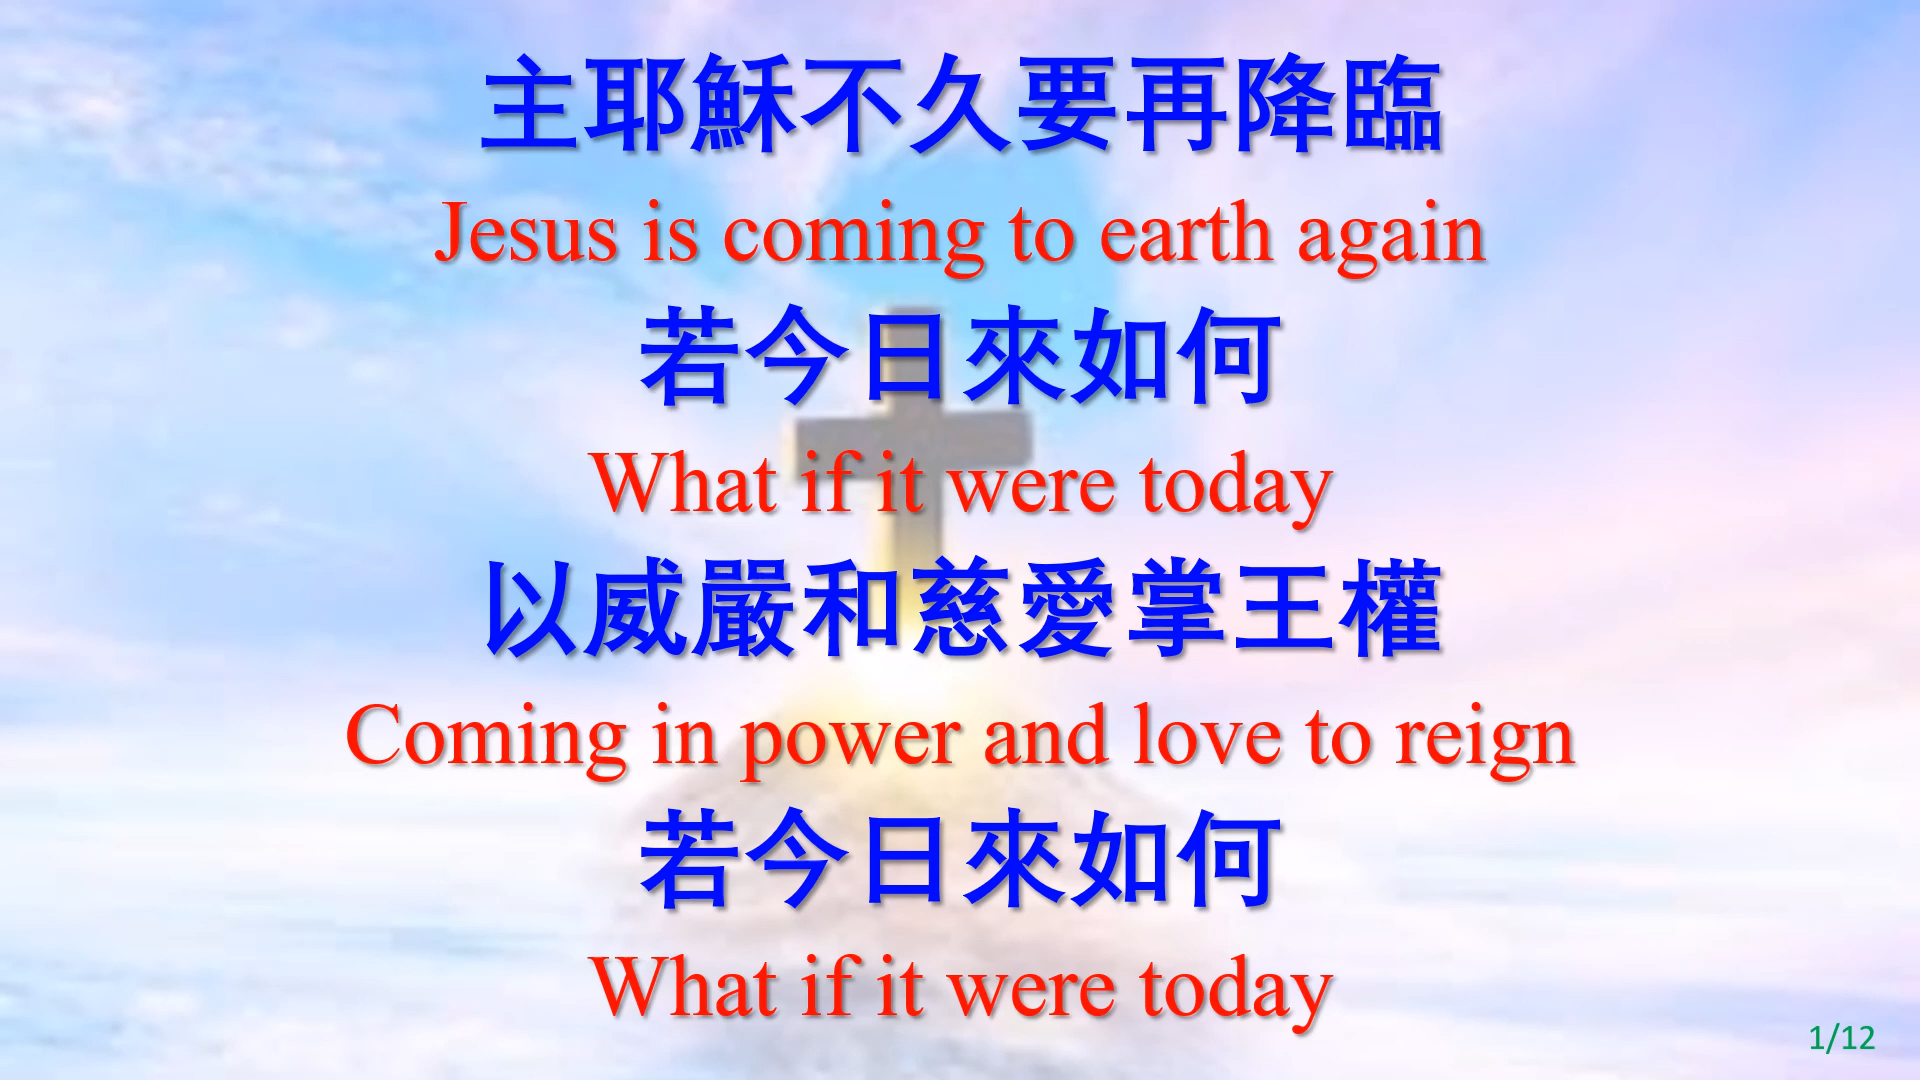 主耶穌不久要再降臨
Jesus is coming to earth again
若今日來如何
What if it were today
以威嚴和慈愛掌王權
Coming in power and love to reign
若今日來如何
What if it were today
1/12